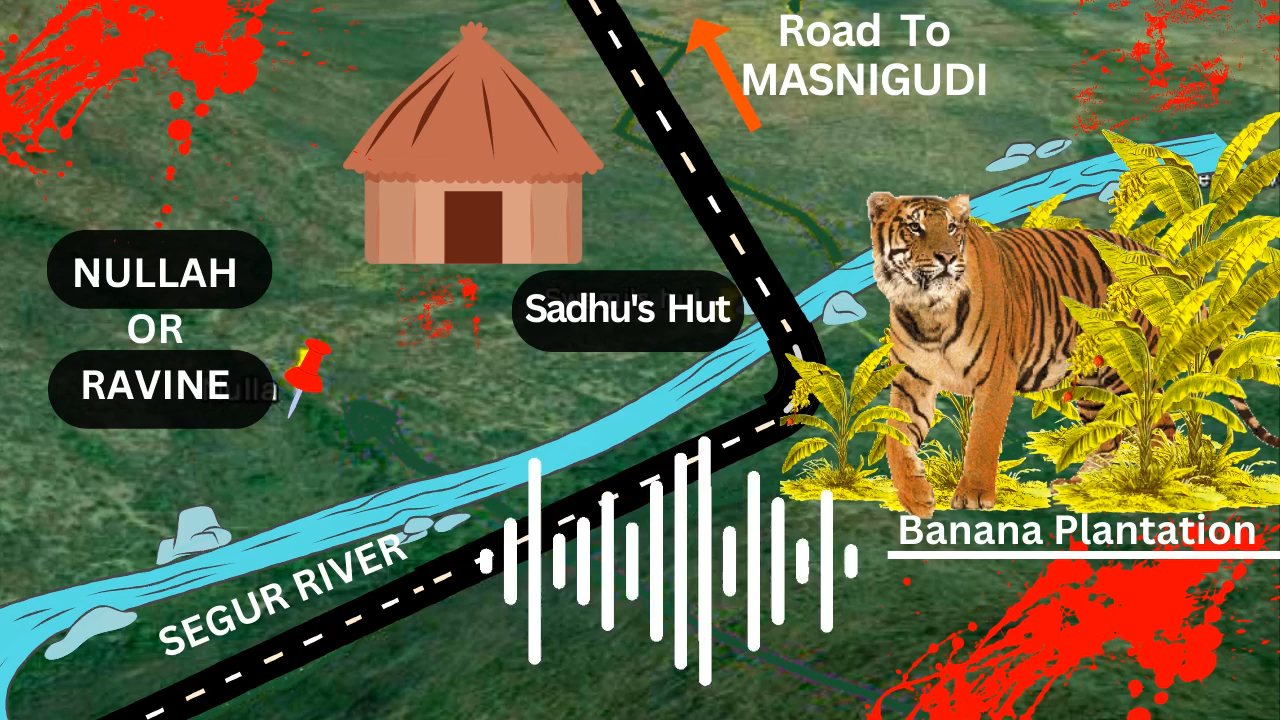 Road To
MASNIGUDI
NULLAH
OR
RAVINE
Sadhu's Hut
SEGUR RIVER
Banana Plantation